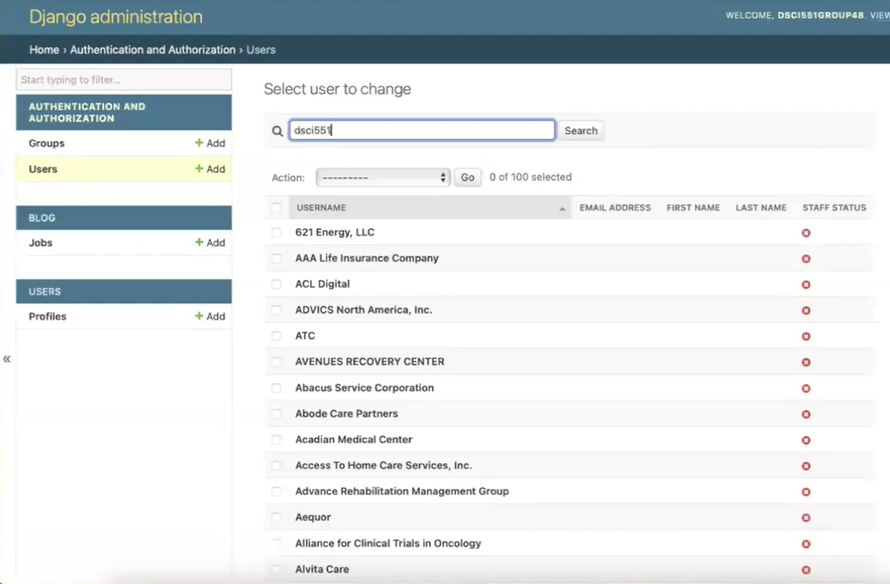 Django administration
WELCOME, DSCI551GROUP48. VIEW
Home › Authentication and Authorization › Users
Start typing to filter...
AUTHENTICATION AND
AUTHORIZATION
Groups + Add
Users + Add
BLOG
Jobs + Add
USERS
Profiles + Add
«
Select user to change
dsci551 Search
Action: --------- Go 0 of 100 selected
USERNAME EMAIL ADDRESS FIRST NAME LAST NAME STAFF STATUS
621 Energy, LLC
AAA Life Insurance Company
ACL Digital
ADVICS North America, Inc.
ATC
AVENUES RECOVERY CENTER
Abacus Service Corporation
Abode Care Partners
Acadian Medical Center
Access To Home Care Services, Inc.
Advance Rehabilitation Management Group
Aequor
Alliance for Clinical Trials in Oncology
Alvita Care